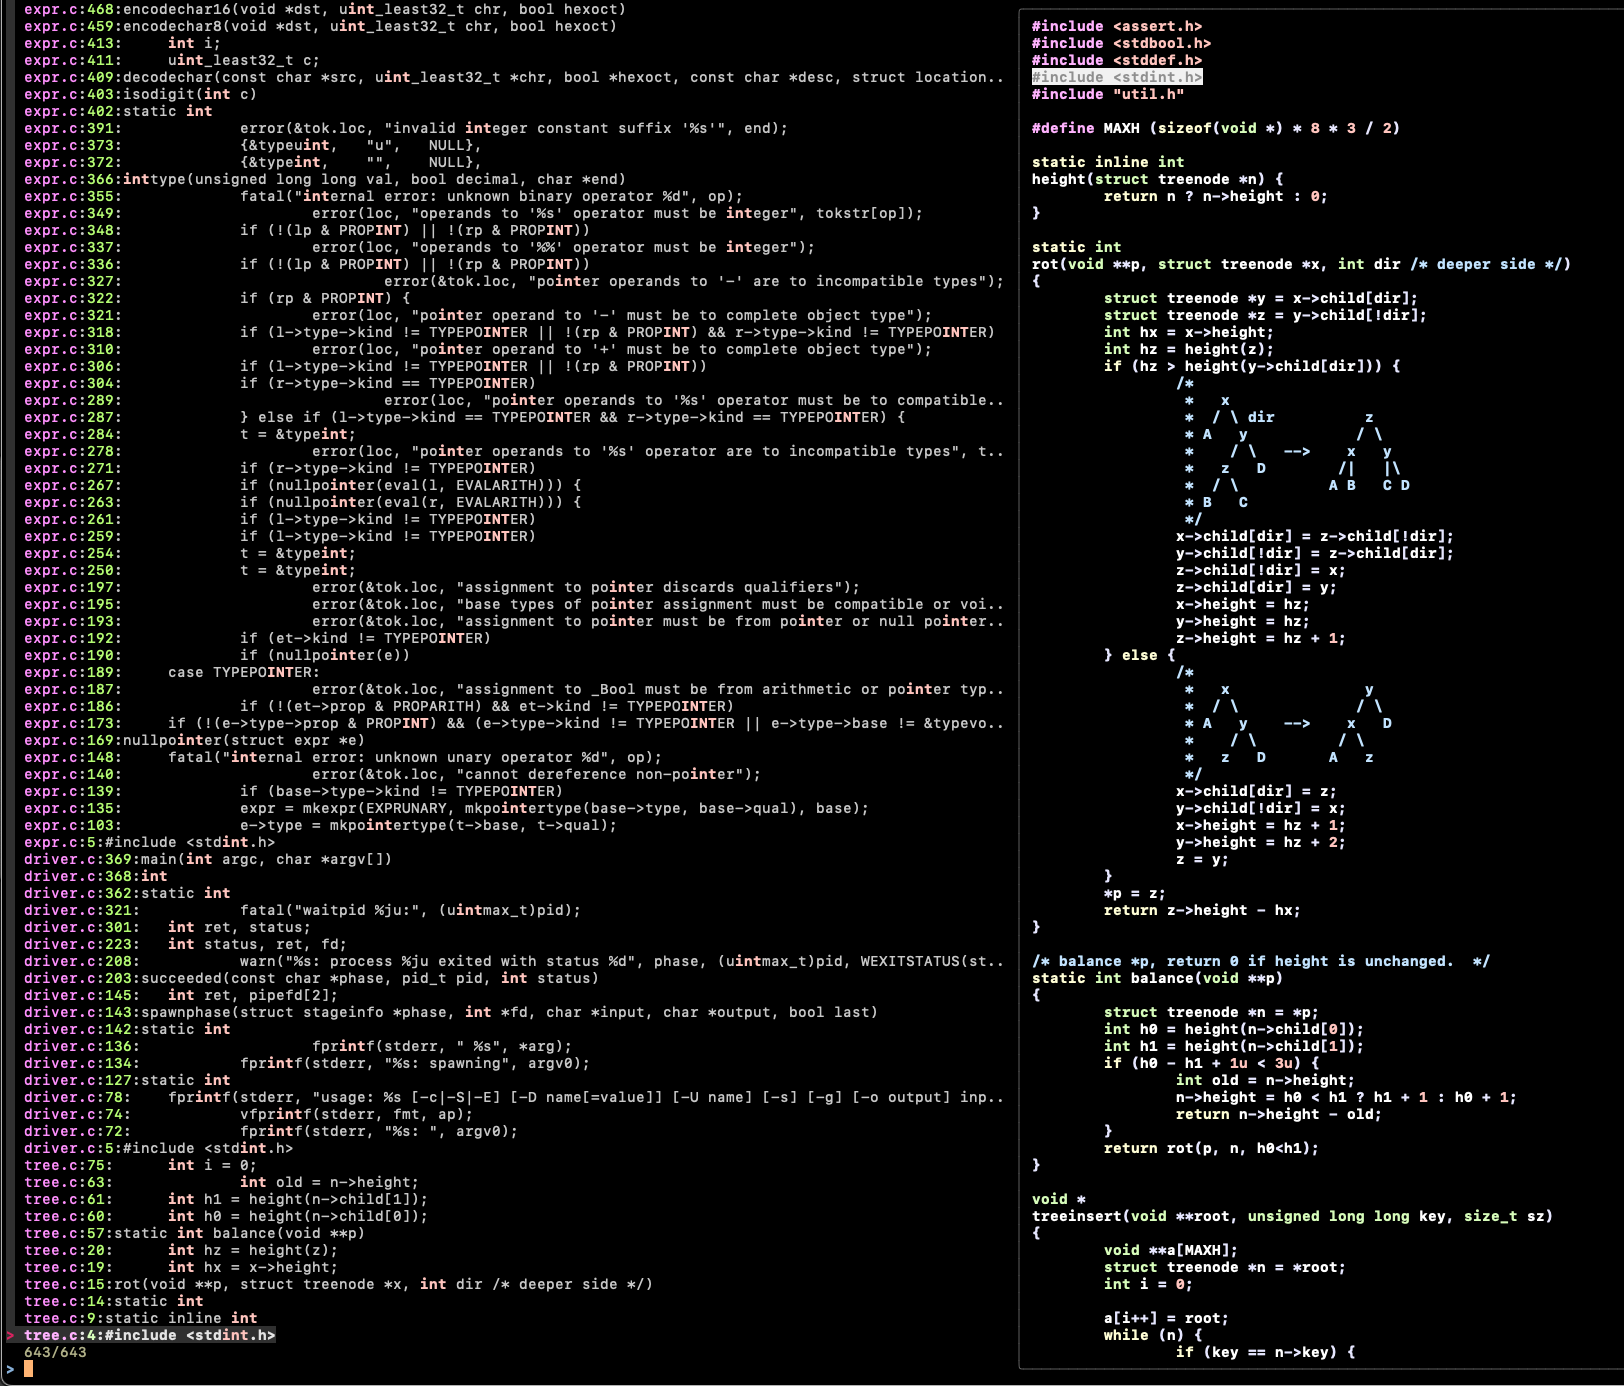 expr.c:468:encodechar16(void *dst, uint_least32_t chr, bool hexoct)
expr.c:459:encodechar8(void *dst, uint_least32_t chr, bool hexoct)
expr.c:413:     int i;
expr.c:411:     uint_least32_t c;
expr.c:409:decodechar(const char *src, uint_least32_t *chr, bool *hexoct, const char *desc, struct location..
expr.c:403:isodigit(int c)
expr.c:402:static int
expr.c:391:             error(&tok.loc, "invalid integer constant suffix '%s'", end);
expr.c:373:             {&typeuint,   "u",   NULL},
expr.c:372:             {&typeint,    "",    NULL},
expr.c:366:inttype(unsigned long long val, bool decimal, char *end)
expr.c:355:             fatal("internal error: unknown binary operator %d", op);
expr.c:349:                     error(loc, "operands to '%s' operator must be integer", tokstr[op]);
expr.c:348:             if (!(lp & PROPINT) || !(rp & PROPINT))
expr.c:337:                     error(loc, "operands to '%%' operator must be integer");
expr.c:336:             if (!(lp & PROPINT) || !(rp & PROPINT))
expr.c:327:                             error(&tok.loc, "pointer operands to '-' are to incompatible types");
expr.c:322:             if (rp & PROPINT) {
expr.c:321:                     error(loc, "pointer operand to '-' must be to complete object type");
expr.c:318:             if (l->type->kind != TYPEPOINTER || !(rp & PROPINT) && r->type->kind != TYPEPOINTER)
expr.c:310:                     error(loc, "pointer operand to '+' must be to complete object type");
expr.c:306:             if (l->type->kind != TYPEPOINTER || !(rp & PROPINT))
expr.c:304:             if (r->type->kind == TYPEPOINTER)
expr.c:289:                             error(loc, "pointer operands to '%s' operator must be to compatible..
expr.c:287:             } else if (l->type->kind == TYPEPOINTER && r->type->kind == TYPEPOINTER) {
expr.c:284:             t = &typeint;
expr.c:278:                     error(loc, "pointer operands to '%s' operator are to incompatible types", t..
expr.c:271:             if (r->type->kind != TYPEPOINTER)
expr.c:267:             if (nullpointer(eval(l, EVALARITH))) {
expr.c:263:             if (nullpointer(eval(r, EVALARITH))) {
expr.c:261:             if (l->type->kind != TYPEPOINTER)
expr.c:259:             if (l->type->kind != TYPEPOINTER)
expr.c:254:             t = &typeint;
expr.c:250:             t = &typeint;
expr.c:197:                     error(&tok.loc, "assignment to pointer discards qualifiers");
expr.c:195:                     error(&tok.loc, "base types of pointer assignment must be compatible or voi..
expr.c:193:                     error(&tok.loc, "assignment to pointer must be from pointer or null pointer..
expr.c:192:             if (et->kind != TYPEPOINTER)
expr.c:190:             if (nullpointer(e))
expr.c:189:     case TYPEPOINTER:
expr.c:187:                     error(&tok.loc, "assignment to _Bool must be from arithmetic or pointer typ..
expr.c:186:             if (!(et->prop & PROPARITH) && et->kind != TYPEPOINTER)
expr.c:173:     if (!(e->type->prop & PROPINT) && (e->type->kind != TYPEPOINTER || e->type->base != &typevo..
expr.c:169:nullpointer(struct expr *e)
expr.c:148:     fatal("internal error: unknown unary operator %d", op);
expr.c:140:                     error(&tok.loc, "cannot dereference non-pointer");
expr.c:139:             if (base->type->kind != TYPEPOINTER)
expr.c:135:             expr = mkexpr(EXPRUNARY, mkpointertype(base->type, base->qual), base);
expr.c:103:             e->type = mkpointertype(t->base, t->qual);
expr.c:5:#include <stdint.h>
driver.c:369:main(int argc, char *argv[])
driver.c:368:int
driver.c:362:static int
driver.c:321:           fatal("waitpid %ju:", (uintmax_t)pid);
driver.c:301:   int ret, status;
driver.c:223:   int status, ret, fd;
driver.c:208:           warn("%s: process %ju exited with status %d", phase, (uintmax_t)pid, WEXITSTATUS(st..
driver.c:203:succeeded(const char *phase, pid_t pid, int status)
driver.c:145:   int ret, pipefd[2];
driver.c:143:spawnphase(struct stageinfo *phase, int *fd, char *input, char *output, bool last)
driver.c:142:static int
driver.c:136:                   fprintf(stderr, " %s", *arg);
driver.c:134:           fprintf(stderr, "%s: spawning", argv0);
driver.c:127:static int
driver.c:78:    fprintf(stderr, "usage: %s [-c|-S|-E] [-D name[=value]] [-U name] [-s] [-g] [-o output] inp..
driver.c:74:            vfprintf(stderr, fmt, ap);
driver.c:72:            fprintf(stderr, "%s: ", argv0);
driver.c:5:#include <stdint.h>
tree.c:75:      int i = 0;
tree.c:63:              int old = n->height;
tree.c:61:      int h1 = height(n->child[1]);
tree.c:60:      int h0 = height(n->child[0]);
tree.c:57:static int balance(void **p)
tree.c:20:      int hz = height(z);
tree.c:19:      int hx = x->height;
tree.c:15:rot(void **p, struct treenode *x, int dir /* deeper side */)
tree.c:14:static int
tree.c:9:static inline int
> tree.c:4:#include <stdint.h>
643/643
>
#include <assert.h>
#include <stdbool.h>
#include <stddef.h>
#include <stdint.h>
#include "util.h"

#define MAXH (sizeof(void *) * 8 * 3 / 2)

static inline int
height(struct treenode *n) {
        return n ? n->height : 0;
}

static int
rot(void **p, struct treenode *x, int dir /* deeper side */)
{
        struct treenode *y = x->child[dir];
        struct treenode *z = y->child[!dir];
        int hx = x->height;
        int hz = height(z);
        if (hz > height(y->child[dir])) {
                /*
                 *   x
                 *  / \ dir          z
                 * A   y            / \
                 *    / \   -->    x   y
                 *   z   D        /|   |\
                 *  / \          A B   C D
                 * B   C
                 */
                x->child[dir] = z->child[!dir];
                y->child[!dir] = z->child[dir];
                z->child[!dir] = x;
                z->child[dir] = y;
                x->height = hz;
                y->height = hz;
                z->height = hz + 1;
        } else {
                /*
                 *   x               y
                 *  / \             / \
                 * A   y    -->    x   D
                 *    / \         / \
                 *   z   D       A   z
                 */
                x->child[dir] = z;
                y->child[!dir] = x;
                x->height = hz + 1;
                y->height = hz + 2;
                z = y;
        }
        *p = z;
        return z->height - hx;
}

/* balance *p, return 0 if height is unchanged.  */
static int balance(void **p)
{
        struct treenode *n = *p;
        int h0 = height(n->child[0]);
        int h1 = height(n->child[1]);
        if (h0 - h1 + 1u < 3u) {
                int old = n->height;
                n->height = h0 < h1 ? h1 + 1 : h0 + 1;
                return n->height - old;
        }
        return rot(p, n, h0<h1);
}

void *
treeinsert(void **root, unsigned long long key, size_t sz)
{
        void **a[MAXH];
        struct treenode *n = *root;
        int i = 0;

        a[i++] = root;
        while (n) {
                if (key == n->key) {